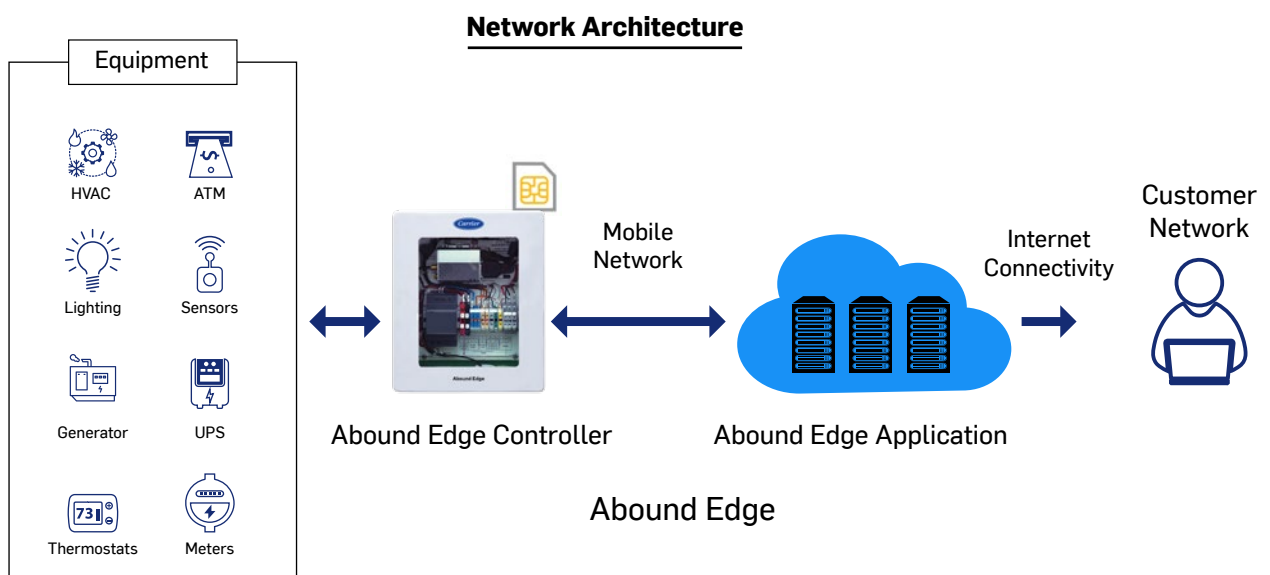 Network Architecture
Equipment
HVAC
ATM
Lighting
Sensors
Generator
UPS
73
Thermostats
Meters
Carrier
Abound Edge
Abound Edge Controller
Mobile
Network
Abound Edge Application
Internet
Connectivity
Customer
Network
Abound Edge